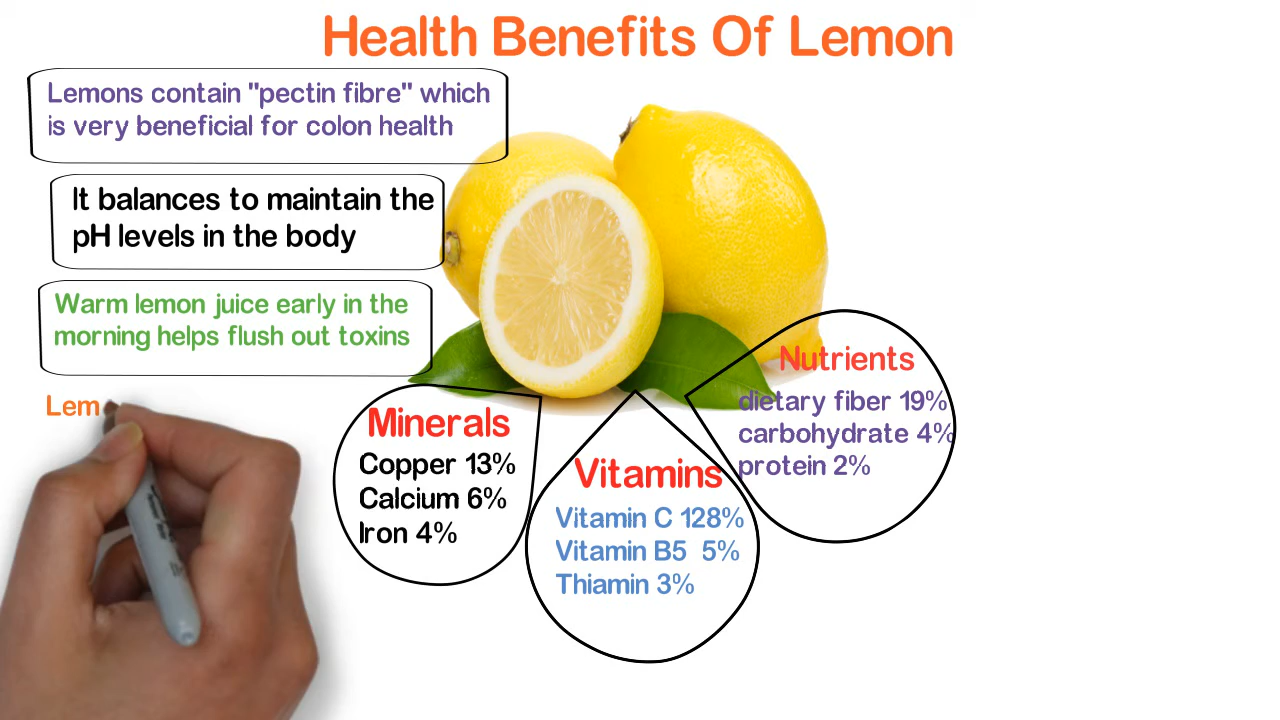 Health Benefits Of Lemon
Lemons contain "pectin fibre" which
is very beneficial for colon health
It balances to maintain the
pH levels in the body
Warm lemon juice early in the
morning helps flush out toxins
Lem
Minerals
Copper 13%
Calcium 6%
Iron 4%
Vitamins
Vitamin C 128%
Vitamin B5 5%
Thiamin 3%
Nutrients
dietary fiber 19%
carbohydrate 4%
protein 2%